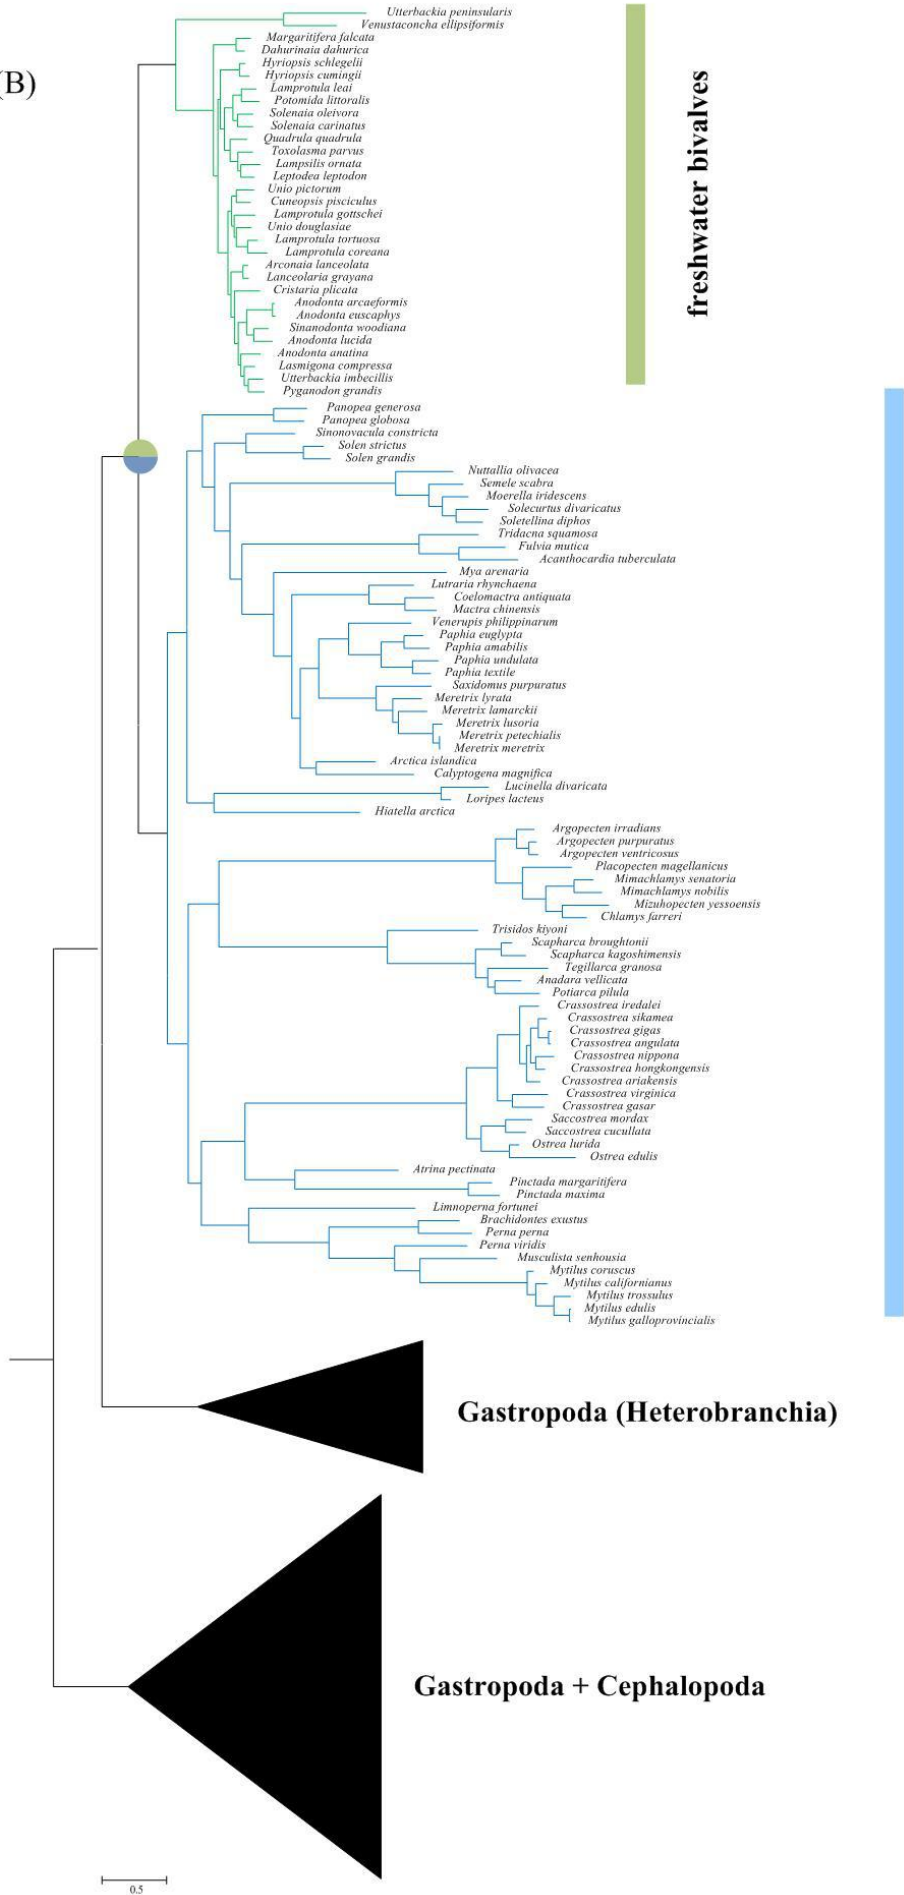 (B)
Utterbackia peninsularis
Venustaconcha ellipsiformis
Margaritifera falcata
Dahurinaia dahurica
Hyriopsis schlegelii
Hyriopsis cumingii
Lamprotula leai
Potomida littoralis
Solenaia oleivora
Solenaia carinatus
Quadrula quadrula
Toxolasma parvus
Lampsilis ornata
Leptodea leptodon
Unio pictorum
Cuneopsis pisciculus
Lamprotula gottschei
Unio douglasiae
Lamprotula tortuosa
Lamprotula coreana
Arconaia lanceolata
Lanceolaria grayana
Cristaria plicata
Anodonta arcaeformis
Anodonta euscaphys
Sinanodonta woodiana
Anodonta lucida
Anodonta anatina
Lasmigona compressa
Utterbackia imbecillis
Pyganodon grandis
freshwater bivalves
Panopea generosa
Panopea globosa
Sinonovacula constricta
Solen strictus
Solen grandis
Nuttallia olivacea
Semele scabra
Moerella iridescens
Solecurtus divaricatus
Soletellina diphos
Tridacna squamosa
Fulvia mutica
Acanthocardia tuberculata
Mya arenaria
Lutraria rhynchaena
Coelomactra antiquata
Mactra chinensis
Venerupis philippinarum
Paphia euglypta
Paphia amabilis
Paphia undulata
Paphia textile
Saxidomus purpuratus
Meretrix lyrata
Meretrix lamarckii
Meretrix lusoria
Meretrix petechialis
Meretrix meretrix
Arctica islandica
Calyptogena magnifica
Lucinella divaricata
Loripes lacteus
Hiatella arctica
Argopecten irradians
Argopecten purpuratus
Argopecten ventricosus
Placopecten magellanicus
Mimachlamys senatoria
Mimachlamys nobilis
Mizuhopecten yessoensis
Chlamys farreri
Trisidos kiyoni
Scapharca broughtonii
Scapharca kagoshimensis
Tegillarca granosa
Anadara vellicata
Potiarca pilula
Crassostrea iredalei
Crassostrea sikamea
Crassostrea gigas
Crassostrea angulata
Crassostrea nippona
Crassostrea hongkongensis
Crassostrea ariakensis
Crassostrea virginica
Crassostrea gasar
Saccostrea mordax
Saccostrea cucullata
Ostrea lurida
Ostrea edulis
Atrina pectinata
Pinctada margaritifera
Pinctada maxima
Limnoperna fortunei
Brachidontes exustus
Perna perna
Perna viridis
Musculista senhousia
Mytilus coruscus
Mytilus californianus
Mytilus trossulus
Mytilus edulis
Mytilus galloprovincialis
Gastropoda (Heterobranchia)
Gastropoda + Cephalopoda
0.5